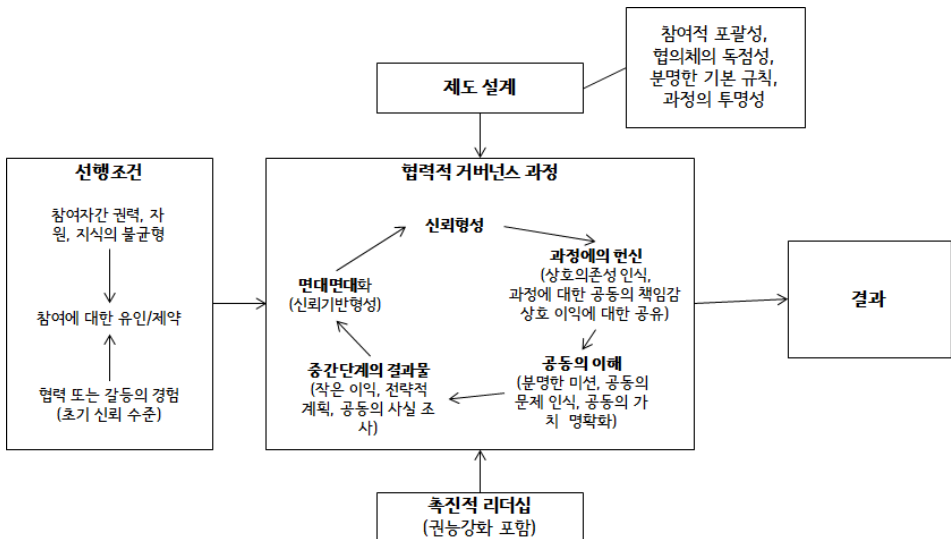 참여적 포괄성,
협의체의 독점성,
분명한 기본 규칙,
과정의 투명성
제도 설계
선행조건
참여자간 권력, 자
원, 지식의 불균형
참여에 대한 유인/제약
협력 또는 갈등의 경험
(초기 신뢰 수준)
협력적 거버넌스 과정
신뢰형성
과정에의 헌신
(상호의존성 인식,
과정에 대한 공동의 책임감
상호 이익에 대한 공유)
공동의 이해
(분명한 미션, 공동의
문제 인식, 공동의 가
치 명확화)
중간단계의 결과물
(작은 이익, 전략적
계획, 공동의 사실 조
사)
면대면대화
(신뢰기반형성)
결과
촉진적 리더십
(권능강화 포함)